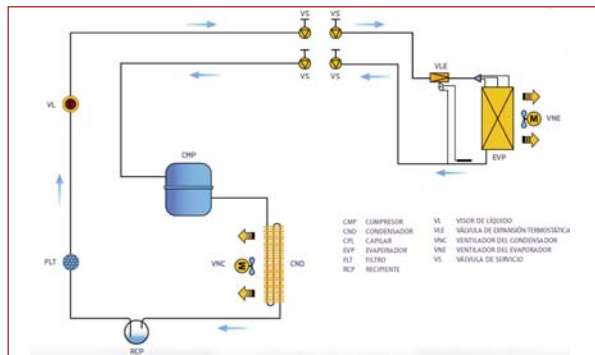 VS VS
VS VS
VLE
VL
VNE
EVP
CMP
FLT
VNC
CND
RCP
CMP COMPRESOR
CND CONDENSADOR
CPL CAPILAR
EVP EVAPORADOR
FLT FILTRO
RCP RECIPIENTE
VL VISOR DE LÍQUIDO
VLE VÁLVULA DE EXPANSIÓN TERMOSTÁTICA
VNC VENTILADOR DEL CONDENSADOR
VNE VENTILADOR DEL EVAPORADOR
VS VÁLVULA DE SERVICIO
M
M